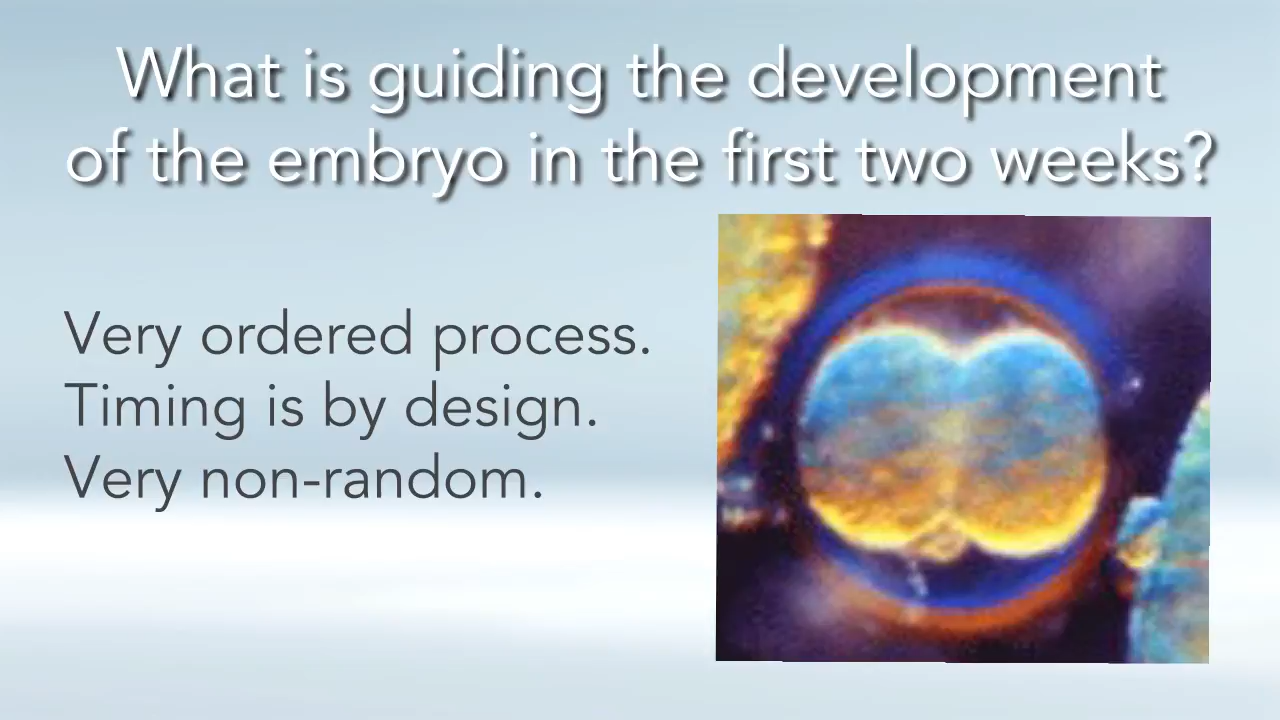 What is guiding the development
of the embryo in the first two weeks?
Very ordered process.
Timing is by design.
Very non-random.